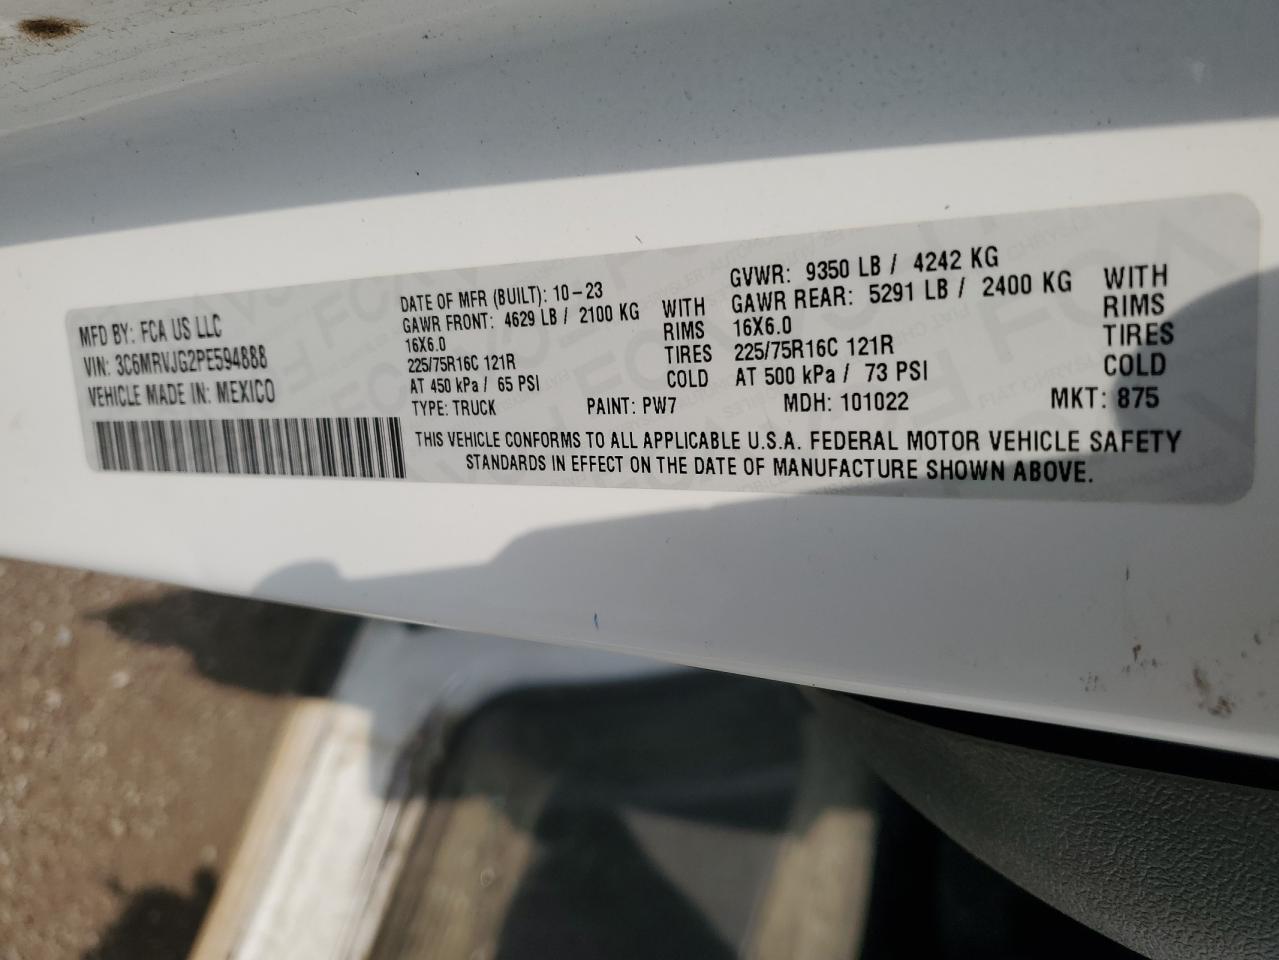 MFD BY: FCA US LLC
VIN: 3C6MRVJG2PE594888
VEHICLE MADE IN: MEXICO
DATE OF MFR (BUILT): 10-23
GAWR FRONT: 4629 LB / 2100 KG WITH
16X6.0 RIMS
225/75R16C 121R TIRES
AT 450 kPa / 65 PSI COLD
GVWR: 9350 LB / 4242 KG
GAWR REAR: 5291 LB / 2400 KG WITH
16X6.0 RIMS
225/75R16C 121R TIRES
AT 500 kPa / 73 PSI COLD
TYPE: TRUCK PAINT: PW7 MDH: 101022 MKT: 875
THIS VEHICLE CONFORMS TO ALL APPLICABLE U.S.A. FEDERAL MOTOR VEHICLE SAFETY
STANDARDS IN EFFECT ON THE DATE OF MANUFACTURE SHOWN ABOVE.